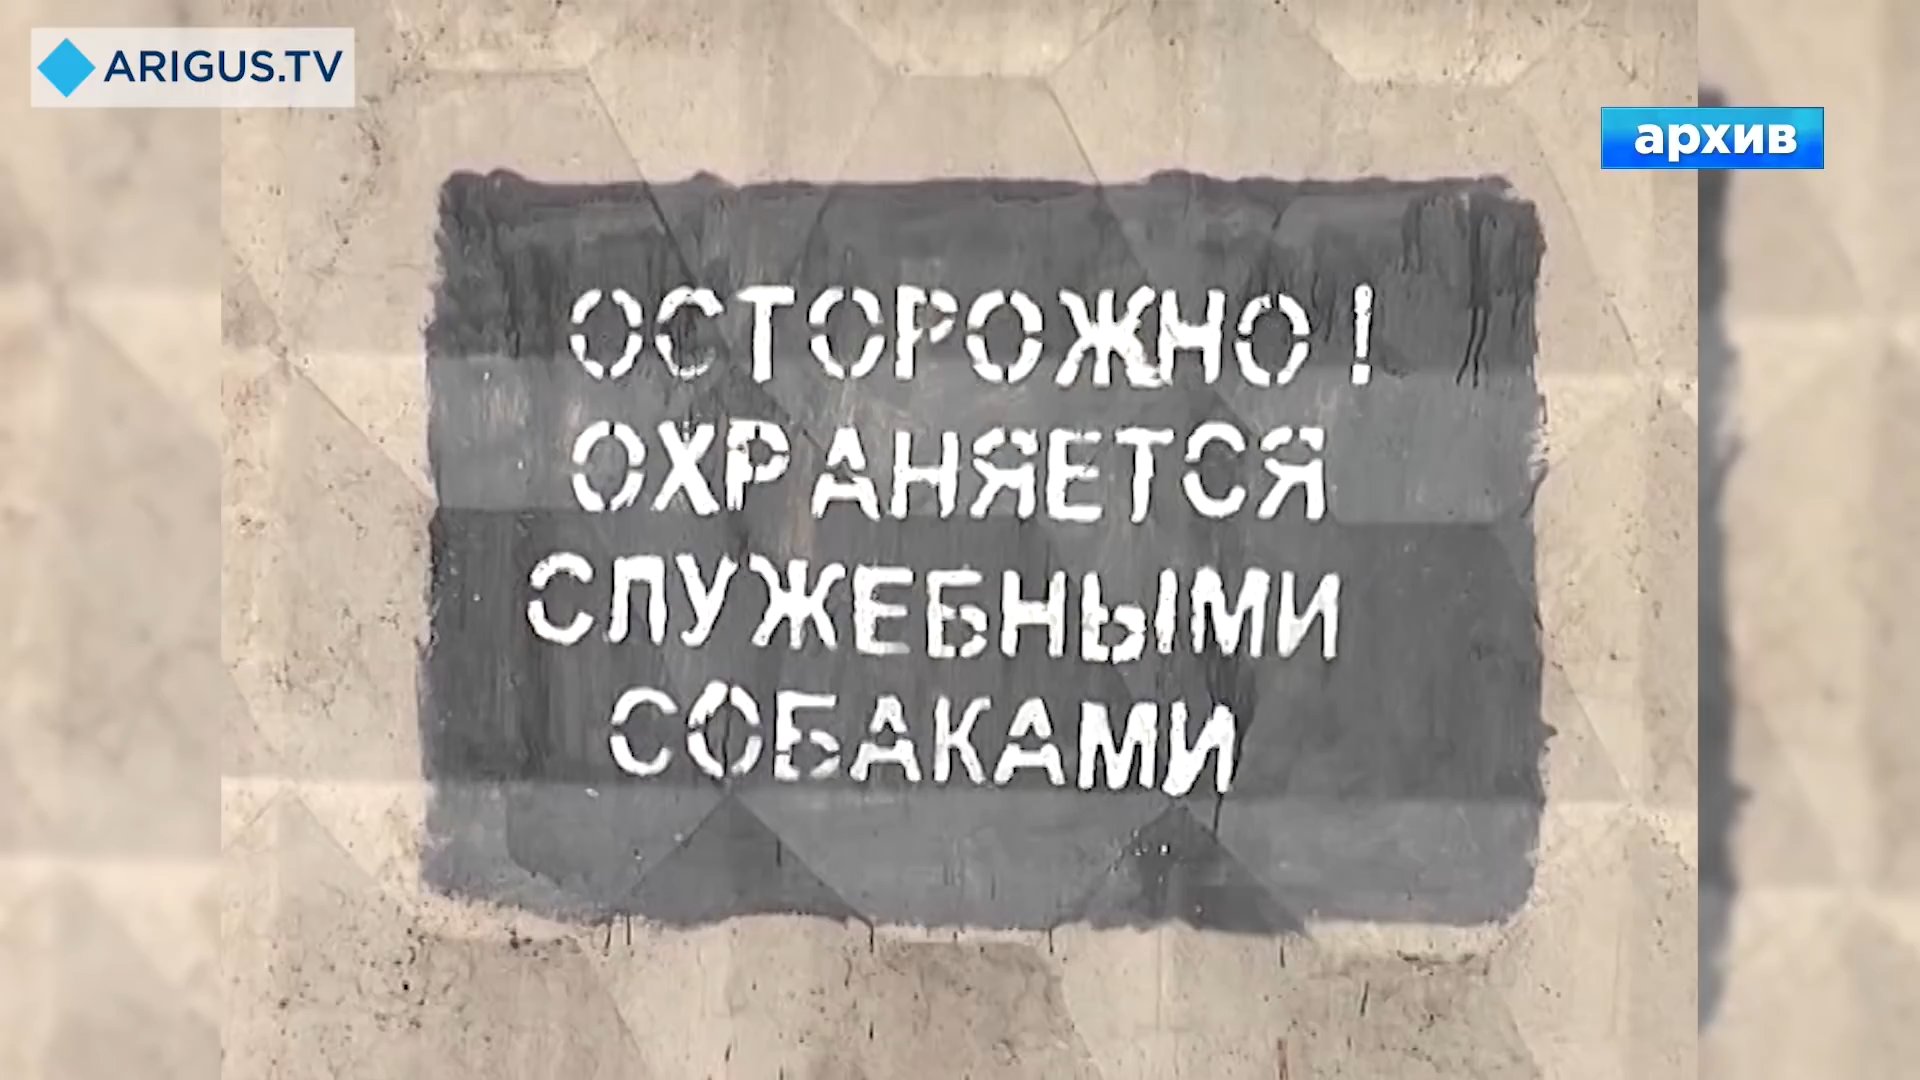 ARIGUS.TV
архив
ОСТОРОЖНО!
ОХРАНЯЕТСЯ
СЛУЖЕБНЫМИ
СОБАКАМИ